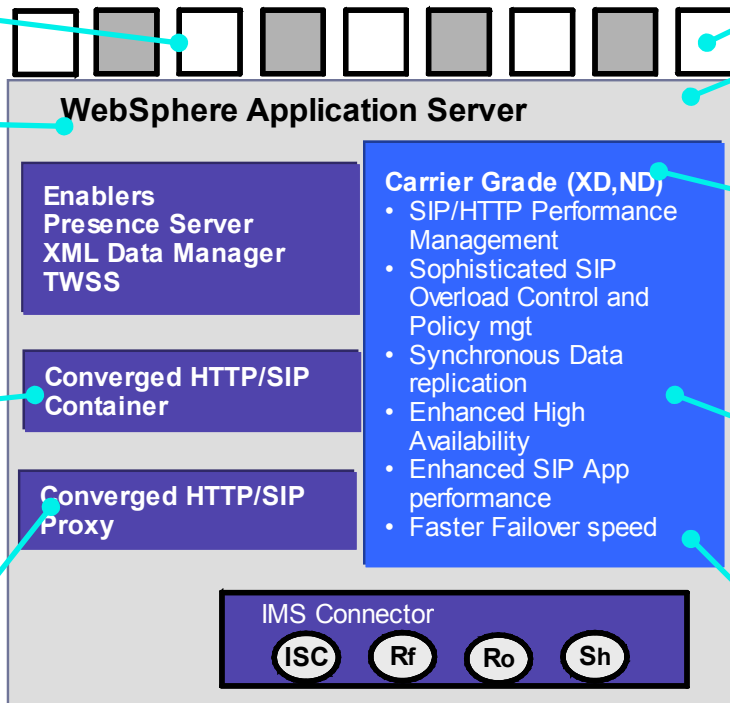 WebSphere Application Server
Enablers
Presence Server
XML Data Manager
TWSS
Converged HTTP/SIP
Container
Converged HTTP/SIP
Proxy
Carrier Grade (XD,ND)
• SIP/HTTP Performance
Management
• Sophisticated SIP
Overload Control and
Policy mgt
• Synchronous Data
replication
• Enhanced High
Availability
• Enhanced SIP App
performance
• Faster Failover speed
IMS Connector
ISC Rf Ro Sh